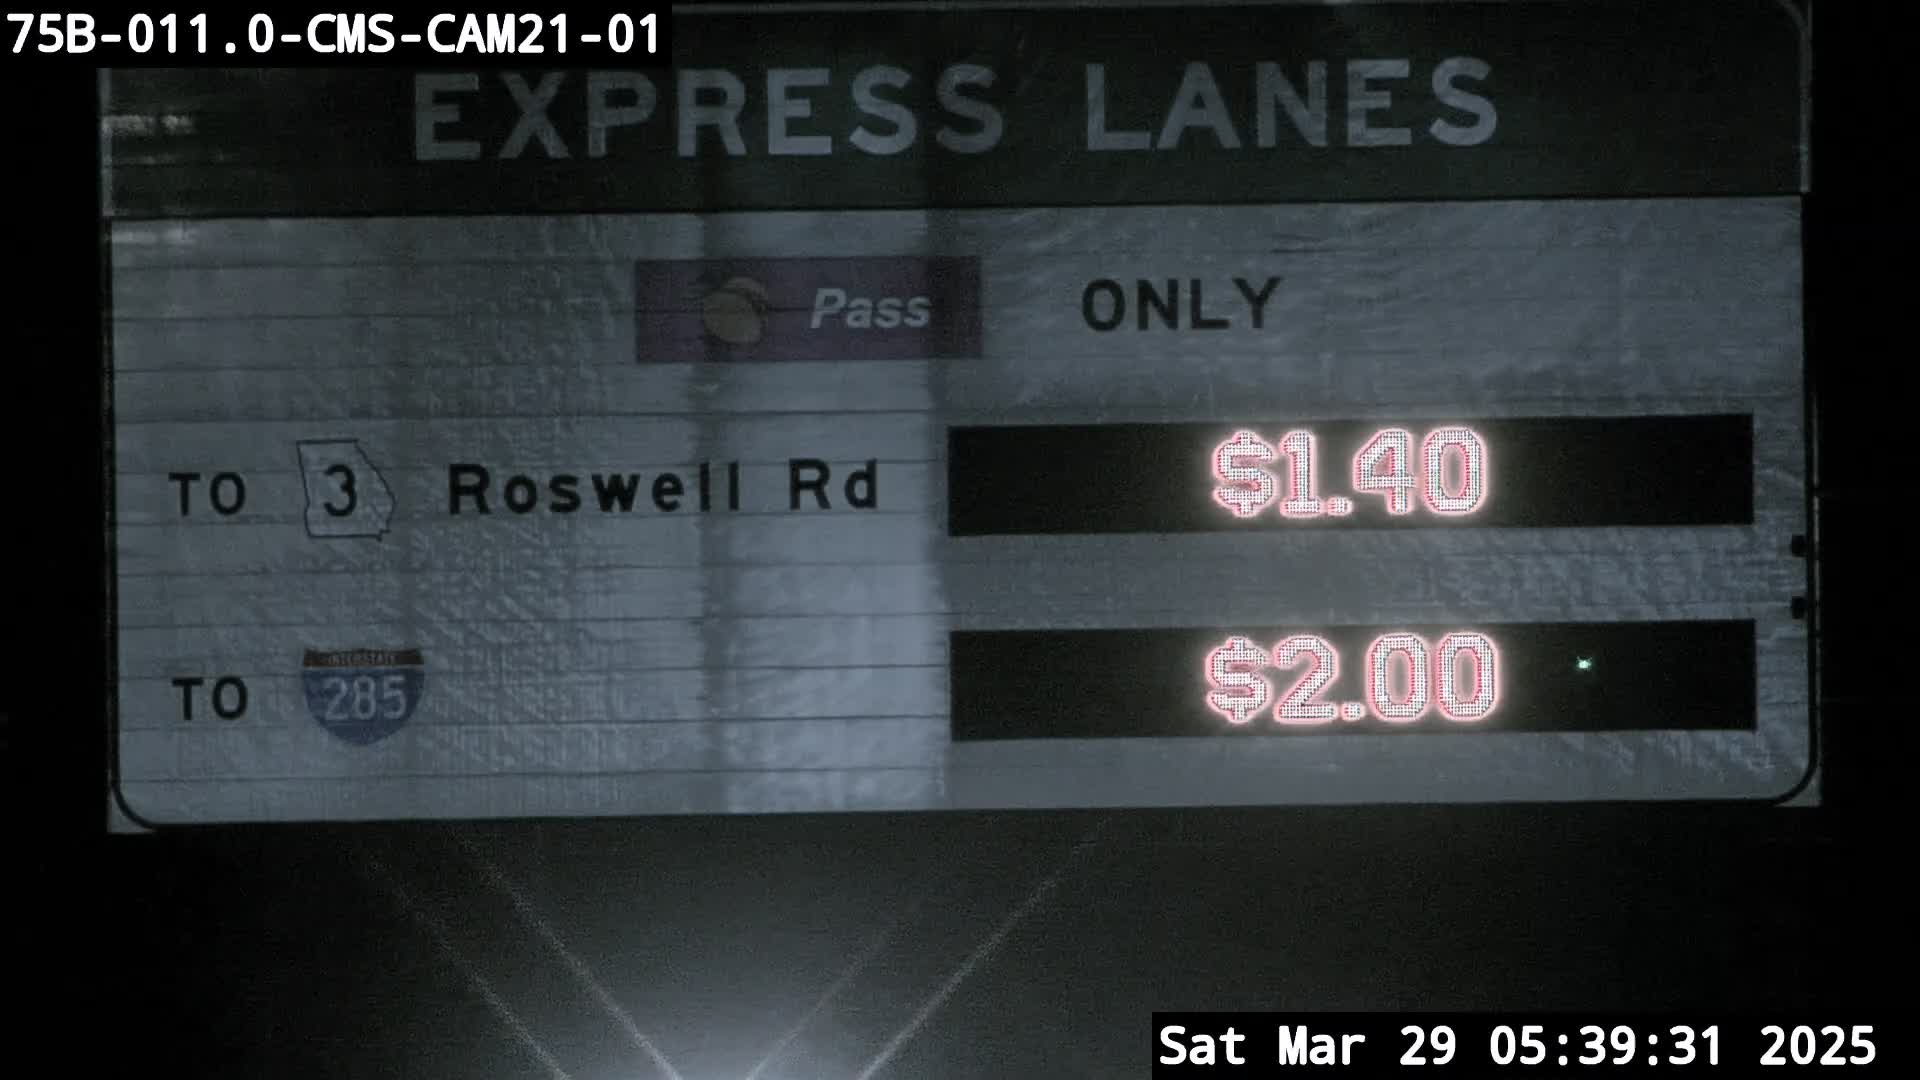 75B-011.0-CMS-CAM21-01
EXPRESS LANES
Pass ONLY
TO 3 Roswell Rd $1.40
INTERSTATE
TO 285 $2.00
Sat Mar 29 05:39:31 2025